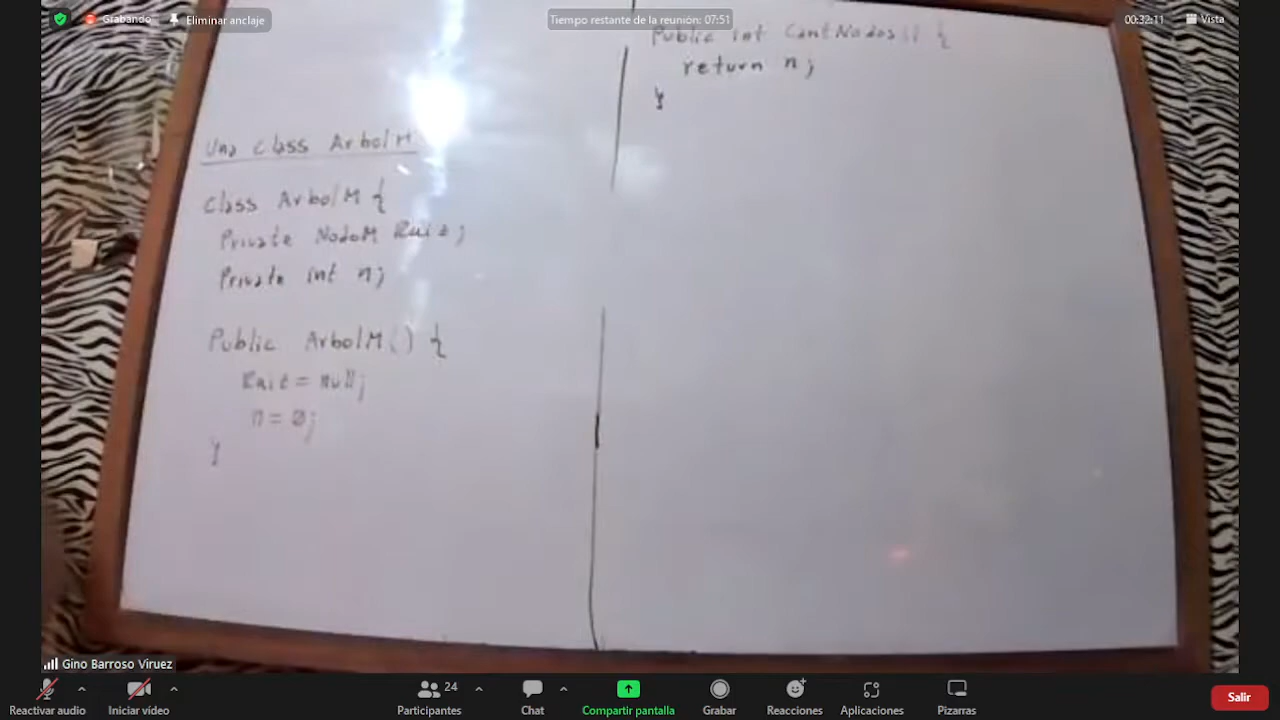 Grabando
Eliminar anclaje
Tiempo restante de la reunión: 07:51
00:32:11
Vista
Una class ArbolM
Class ArbolM {
Private NodoM Raiz;
Private int n;
Public ArbolM() {
Raiz = null;
n = 0;
}
Public int CantNodos() {
return n;
}
Gino Barroso Viruez
Reactivar audio
Iniciar vídeo
24
Participantes
Chat
Compartir pantalla
Grabar
Reacciones
Aplicaciones
Pizarras
Salir